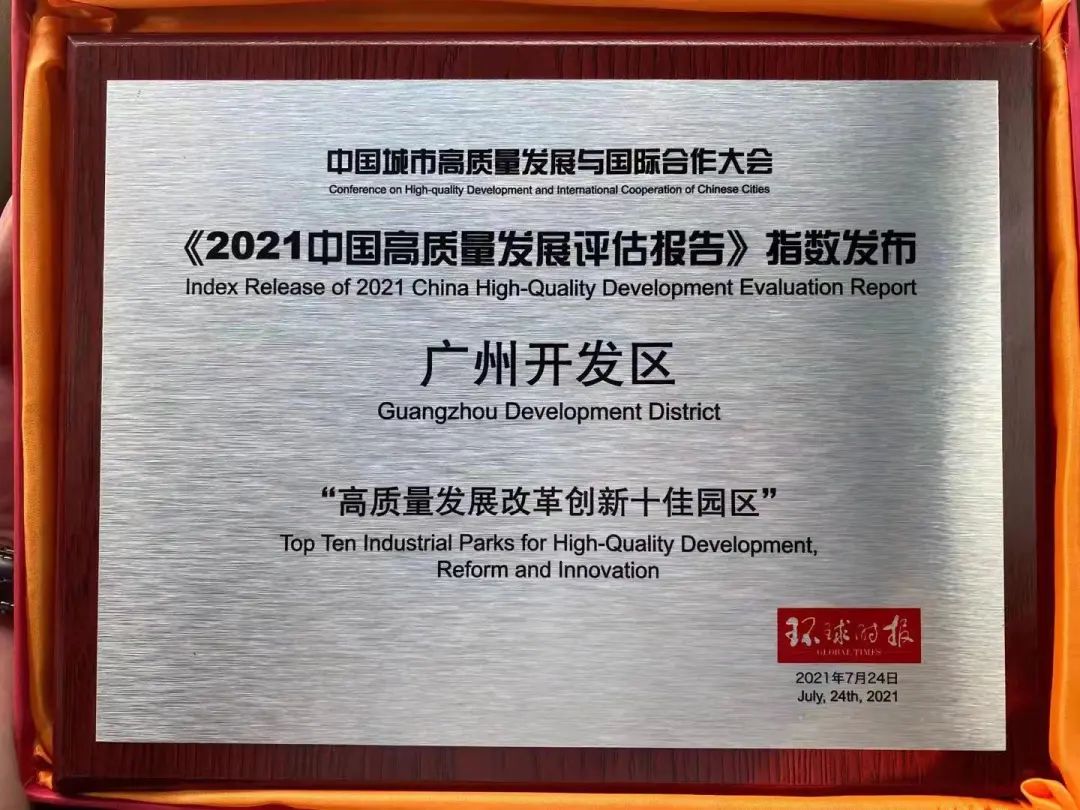 中国城市高质量发展与国际合作大会
Conference on High-quality Development and International Cooperation of Chinese Cities
《2021中国高质量发展评估报告》指数发布
Index Release of 2021 China High-Quality Development Evaluation Report
广州开发区
Guangzhou Development District
“高质量发展改革创新十佳园区”
Top Ten Industrial Parks for High-Quality Development,
Reform and Innovation
环球时报
GLOBAL TIMES
2021年7月24日
July, 24th, 2021